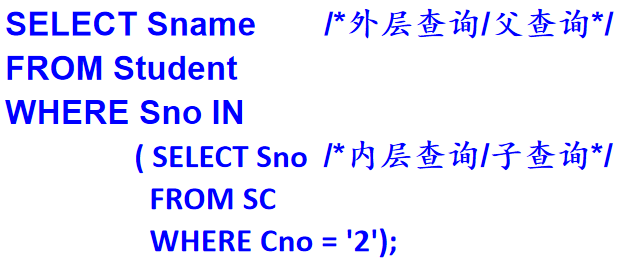 SELECT Sname /*外层查询/父查询*/
FROM Student
WHERE Sno IN
( SELECT Sno /*内层查询/子查询*/
FROM SC
WHERE Cno = '2');